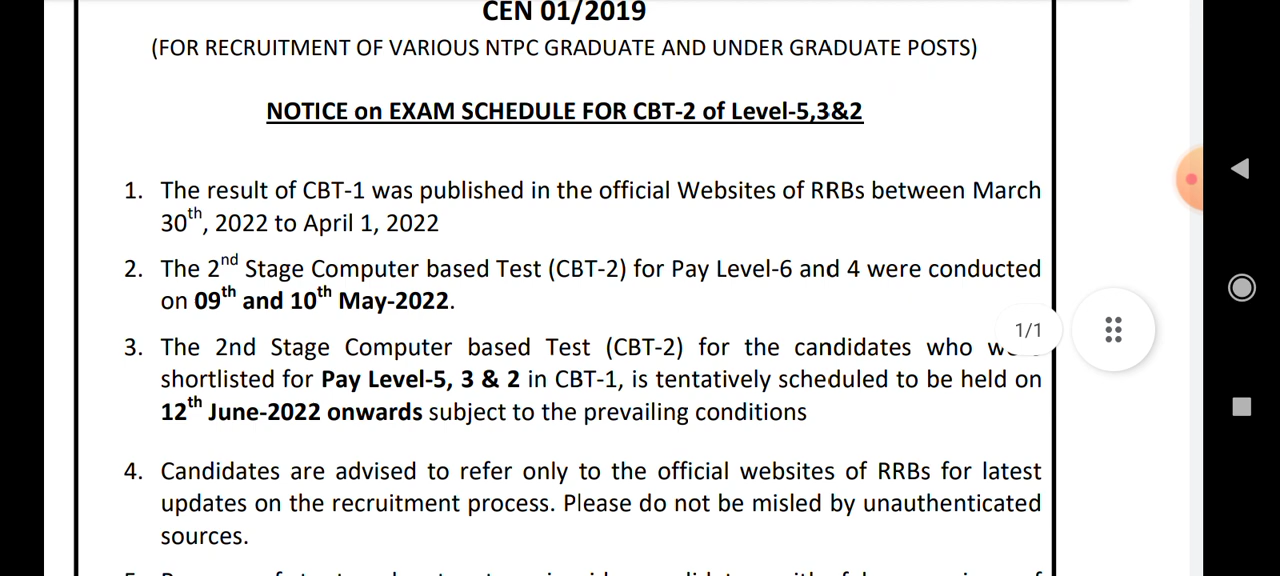 CEN 01/2019
(FOR RECRUITMENT OF VARIOUS NTPC GRADUATE AND UNDER GRADUATE POSTS)
NOTICE on EXAM SCHEDULE FOR CBT-2 of Level-5,3&2
1. The result of CBT-1 was published in the official Websites of RRBs between March
30th, 2022 to April 1, 2022
2. The 2nd Stage Computer based Test (CBT-2) for Pay Level-6 and 4 were conducted
on 09th and 10th May-2022.
1/1
3. The 2nd Stage Computer based Test (CBT-2) for the candidates who
shortlisted for Pay Level-5, 3 & 2 in CBT-1, is tentatively scheduled to be held on
12th June-2022 onwards subject to the prevailing conditions
4. Candidates are advised to refer only to the official websites of RRBs for latest
updates on the recruitment process. Please do not be misled by unauthenticated
sources.